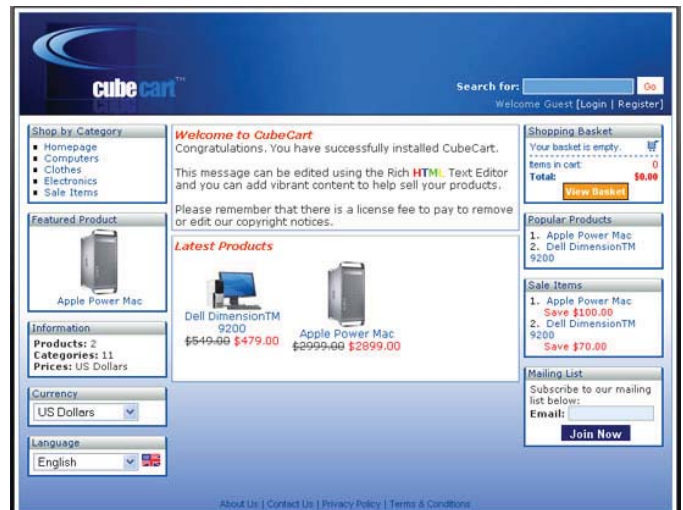 cubecart™
Search for:
Go
Welcome Guest [Login | Register]
Shop by Category
Homepage
Computers
Clothes
Electronics
Sale Items
Featured Product
Apple Power Mac
Information
Products: 2
Categories: 11
Prices: US Dollars
Currency
US Dollars
Language
English
Welcome to CubeCart
Congratulations. You have successfully installed CubeCart.
This message can be edited using the Rich HTML Text Editor
and you can add vibrant content to help sell your products.
Please remember that there is a license fee to pay to remove
or edit our copyright notices.
Latest Products
Dell DimensionTM
9200
$549.00 $479.00
Apple Power Mac
$2999.00 $2899.00
Shopping Basket
Your basket is empty.
Items in cart: 0
Total: $0.00
View Basket
Popular Products
1. Apple Power Mac
2. Dell DimensionTM
9200
Sale Items
1. Apple Power Mac
Save $100.00
2. Dell DimensionTM
9200
Save $70.00
Mailing List
Subscribe to our mailing
list below:
Email:
Join Now
About Us | Contact Us | Privacy Policy | Terms & Conditions